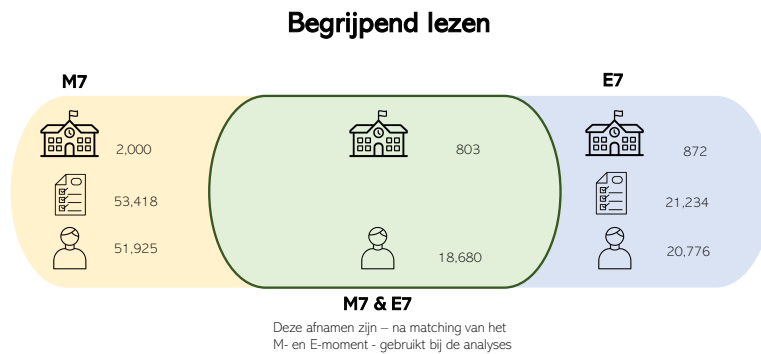 Begrijpend lezen
M7
E7
2,000
803
872
53,418
21,234
51,925
18,680
20,776
M7 & E7
Deze afnamen zijn – na matching van het
M- en E-moment - gebruikt bij de analyses